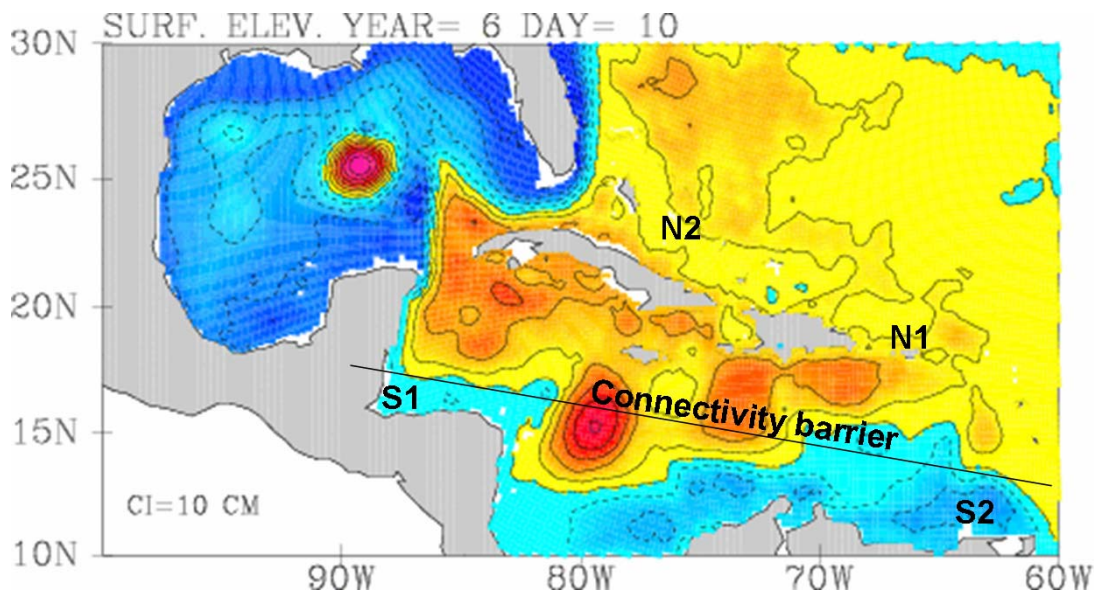 SURF. ELEV. YEAR= 6 DAY= 10
30N
25N
N2
20N
N1
S1
Connectivity barrier
15N
CI=10 CM
S2
10N
90W
80W
70W
60W